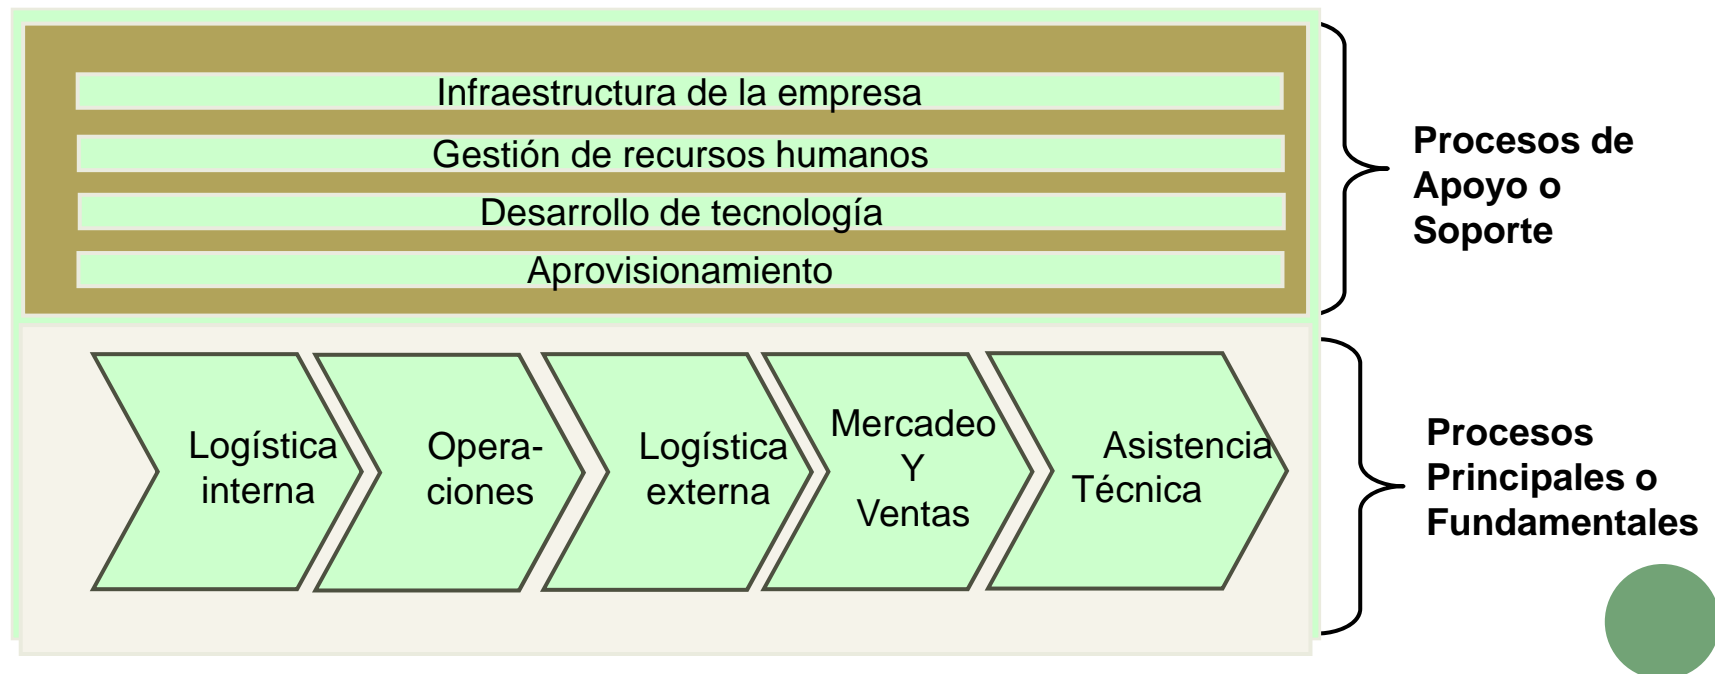 Infraestructura de la empresa
Gestión de recursos humanos
Desarrollo de tecnología
Aprovisionamiento
Procesos de
Apoyo o
Soporte
Logística
interna
Opera-
ciones
Logística
externa
Mercadeo
Y
Ventas
Asistencia
Técnica
Procesos
Principales o
Fundamentales